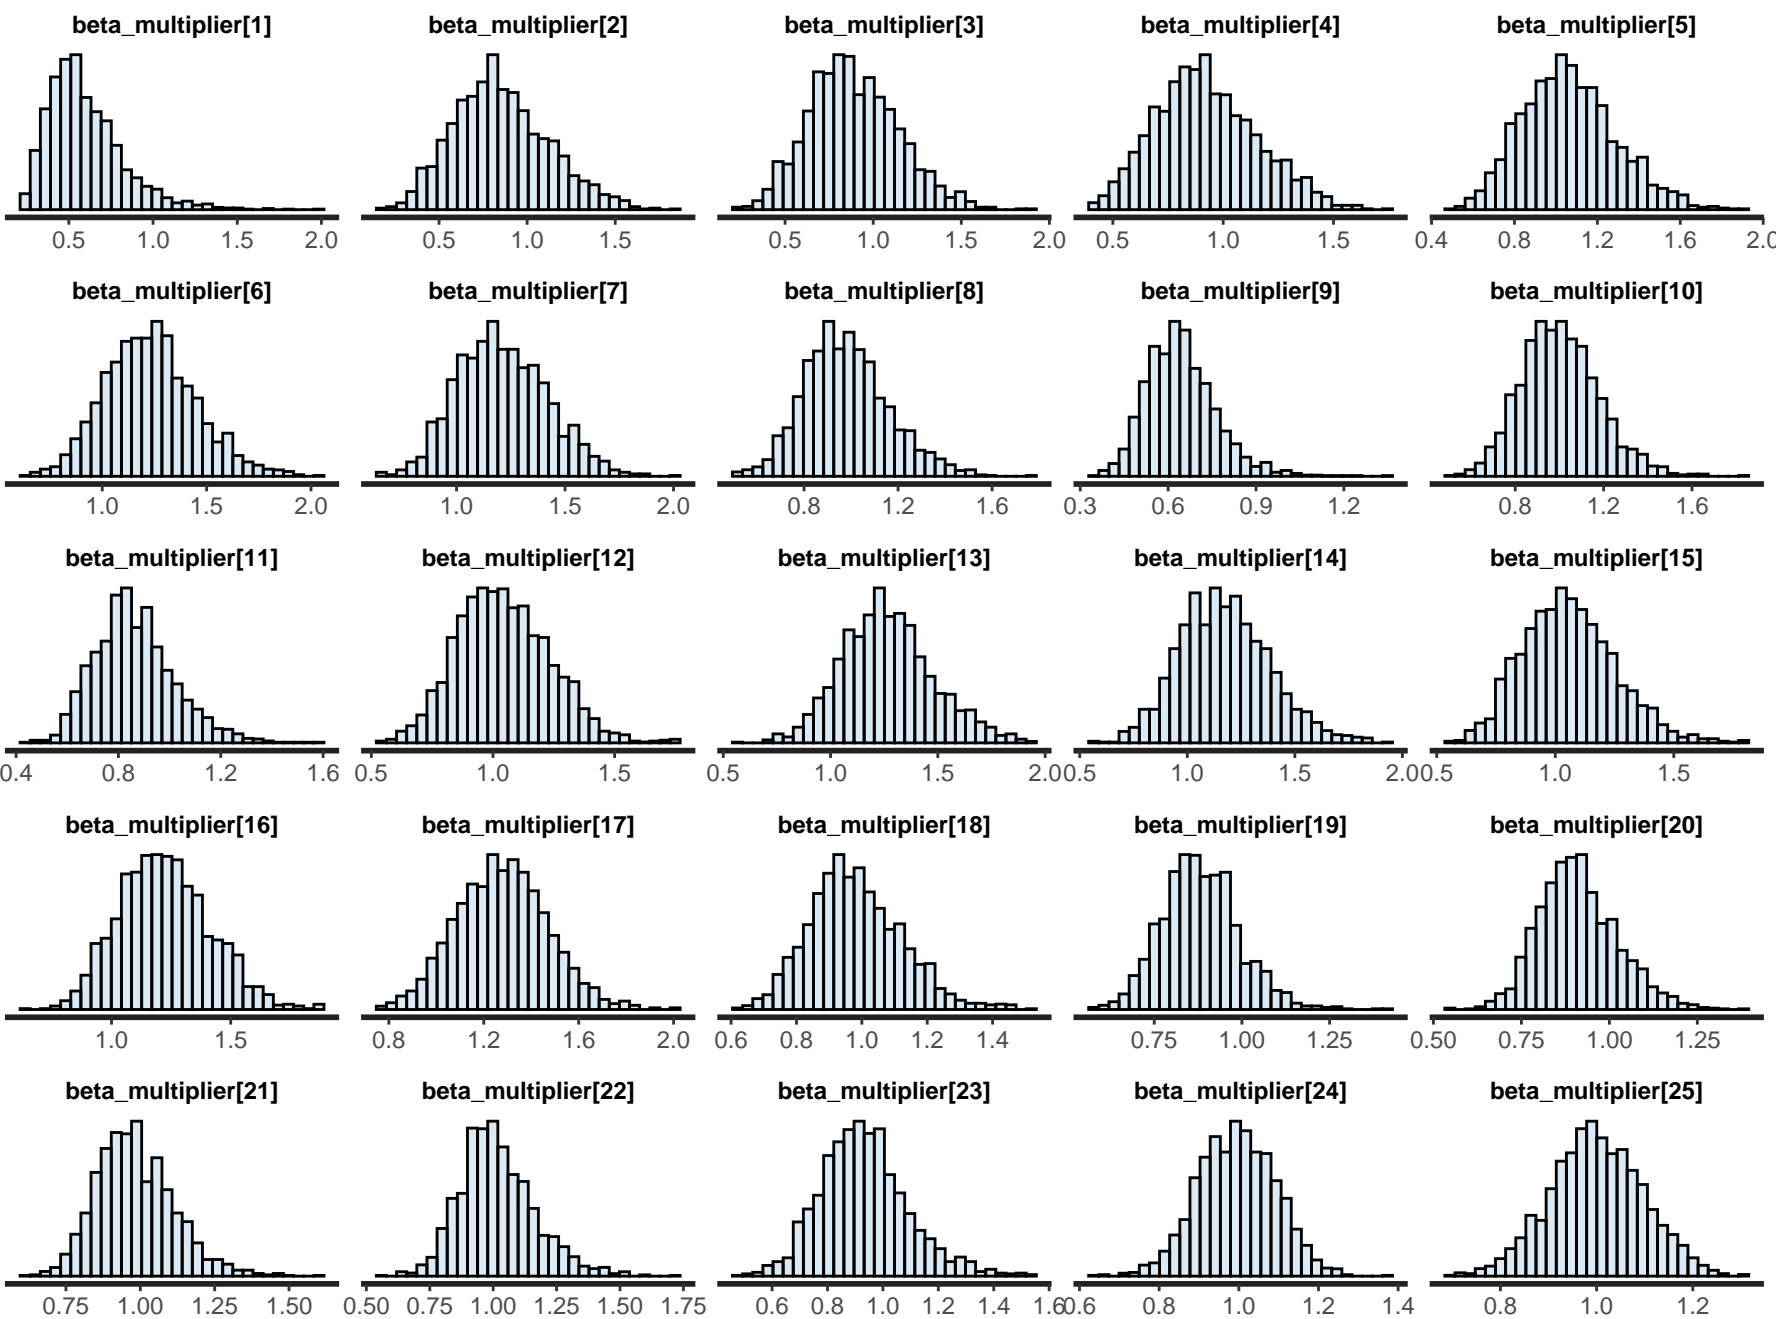 beta_multiplier[1] beta_multiplier[2] beta_multiplier[3] beta_multiplier[4] beta_multiplier[5]
0.5 1.0 1.5 2.0 0.5 1.0 1.5 0.5 1.0 1.5 2.0 0.5 1.0 1.5 0.4 0.8 1.2 1.6 2.0
beta_multiplier[6] beta_multiplier[7] beta_multiplier[8] beta_multiplier[9] beta_multiplier[10]
1.0 1.5 2.0 1.0 1.5 2.0 0.8 1.2 1.6 0.3 0.6 0.9 1.2 0.8 1.2 1.6
beta_multiplier[11] beta_multiplier[12] beta_multiplier[13] beta_multiplier[14] beta_multiplier[15]
0.4 0.8 1.2 1.6 0.5 1.0 1.5 0.5 1.0 1.5 2.0 0.5 1.0 1.5 2.0 0.5 1.0 1.5
beta_multiplier[16] beta_multiplier[17] beta_multiplier[18] beta_multiplier[19] beta_multiplier[20]
1.0 1.5 0.8 1.2 1.6 2.0 0.6 0.8 1.0 1.2 1.4 0.75 1.00 1.25 0.50 0.75 1.00 1.25
beta_multiplier[21] beta_multiplier[22] beta_multiplier[23] beta_multiplier[24] beta_multiplier[25]
0.75 1.00 1.25 1.50 0.50 0.75 1.00 1.25 1.50 1.75 0.6 0.8 1.0 1.2 1.4 1.6 0.6 0.8 1.0 1.2 1.4 0.8 1.0 1.2